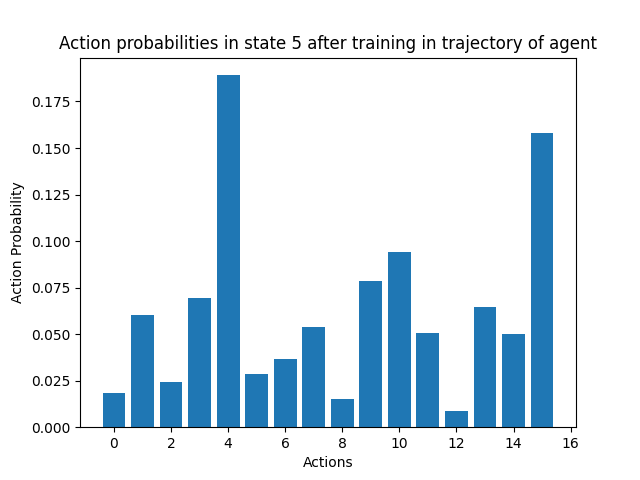 Action probabilities in state 5 after training in trajectory of agent
0.175
0.150
0.125
0.100
0.075
0.050
0.025
0.000
Action Probability
0 2 4 6 8 10 12 14 16
Actions